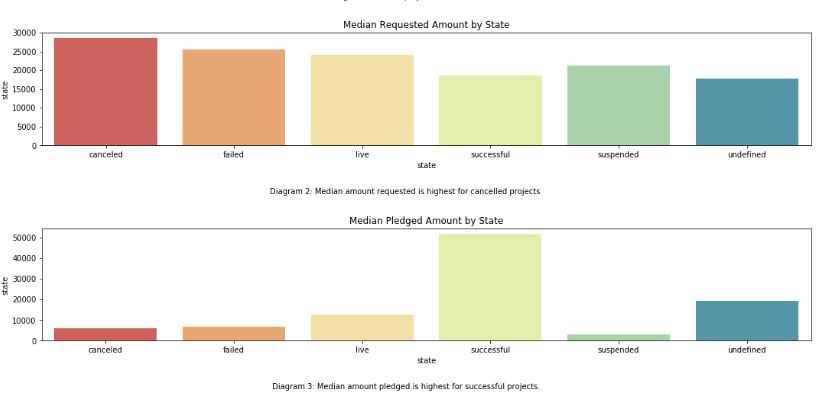 Median Requested Amount by State
30000
25000
20000
15000
10000
5000
0
state
canceled failed live successful suspended undefined
state
Diagram 2: Median amount requested is highest for cancelled projects
Median Pledged Amount by State
50000
40000
30000
20000
10000
0
state
canceled failed live successful suspended undefined
state
Diagram 3: Median amount pledged is highest for successful projects.